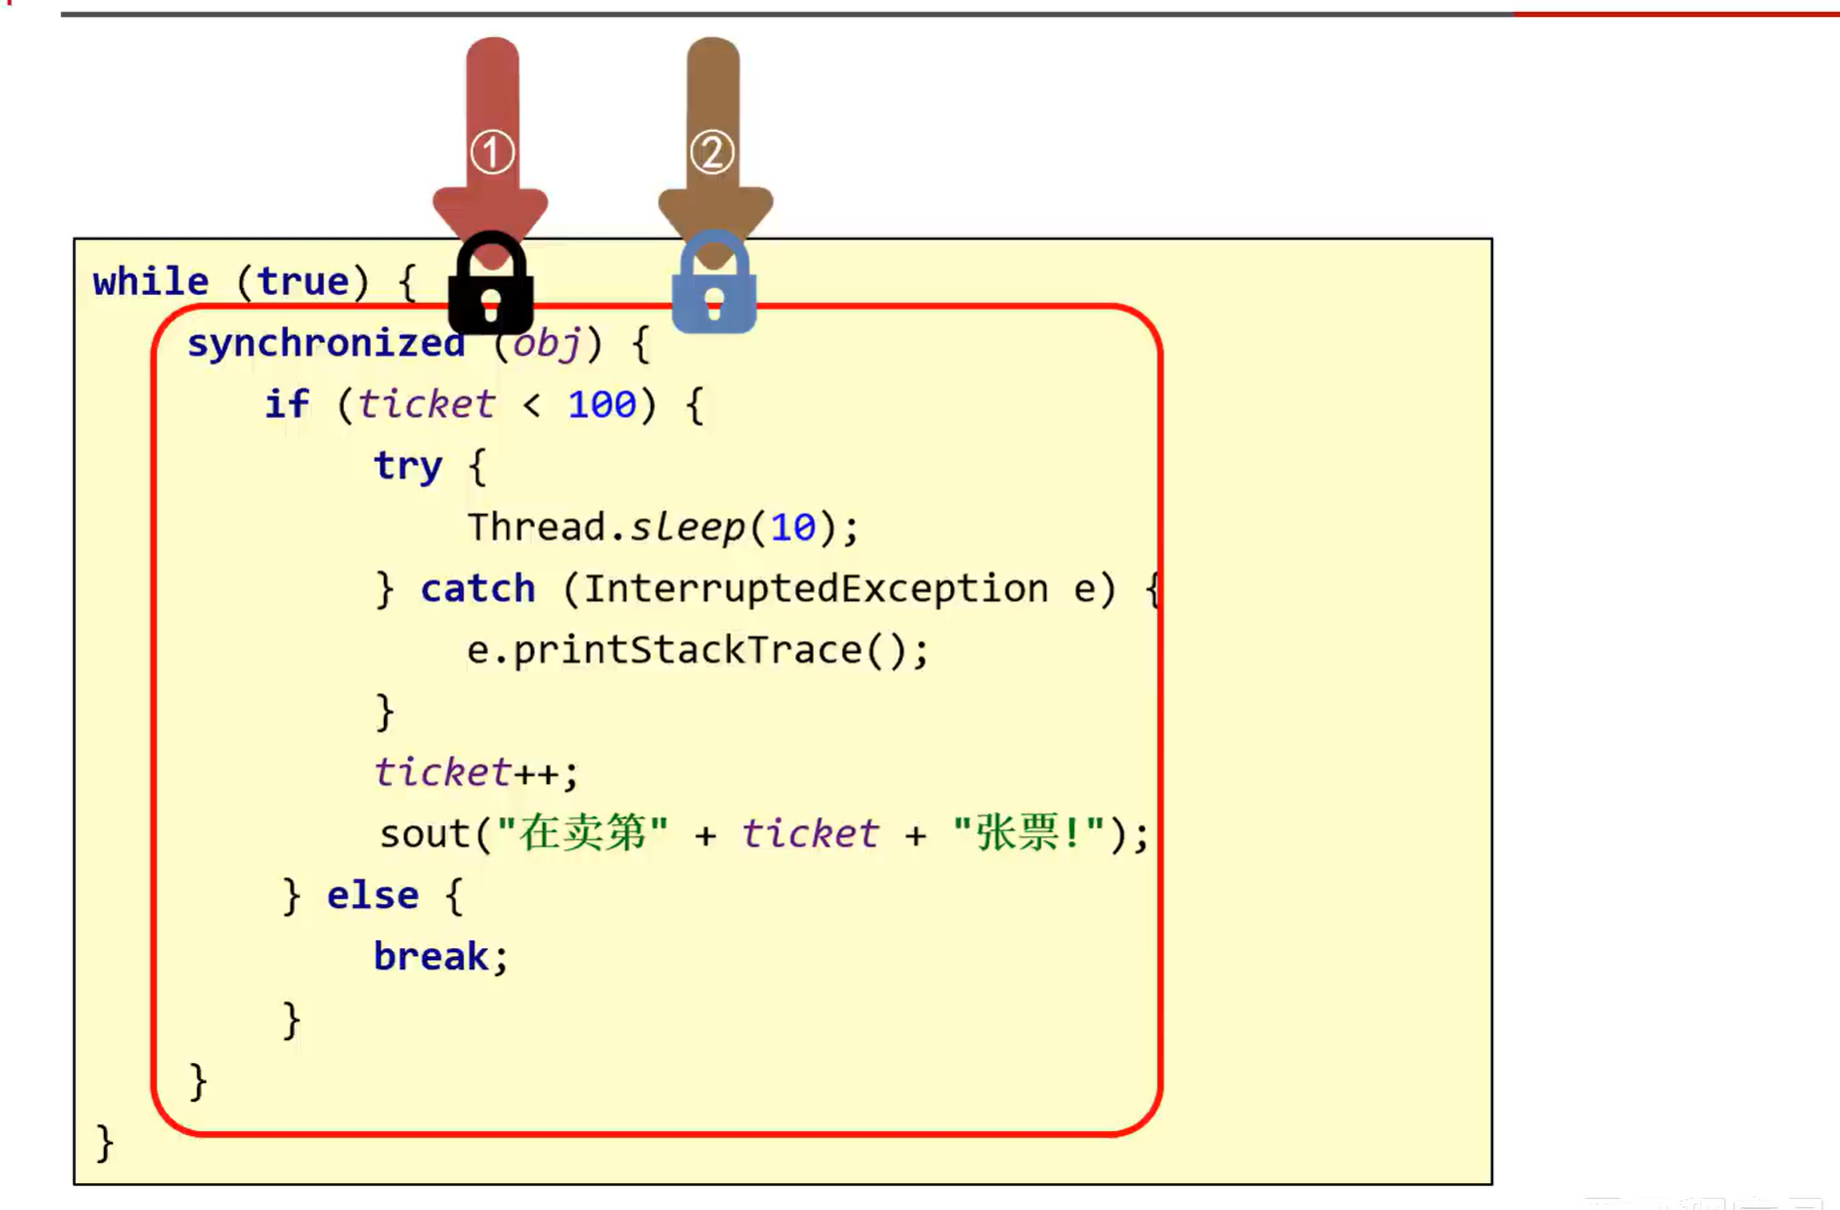 ① ②
while (true) {
synchronized (obj) {
if (ticket < 100) {
try {
Thread.sleep(10);
} catch (InterruptedException e) {
e.printStackTrace();
}
ticket++;
sout("在卖第" + ticket + "张票!");
} else {
break;
}
}
}